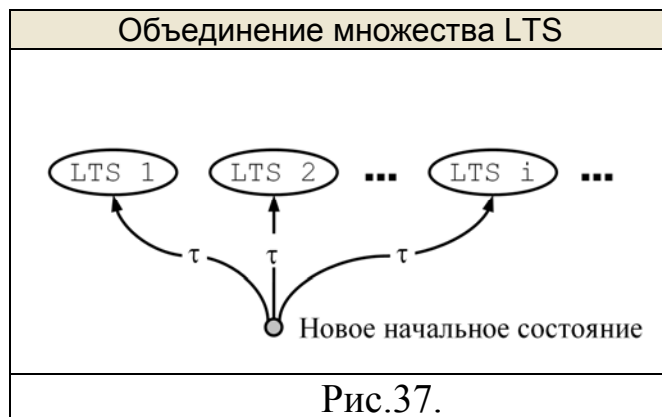 Объединение множества LTS
LTS 1 LTS 2 ... LTS i ...
τ τ τ
Новое начальное состояние
Рис.37.